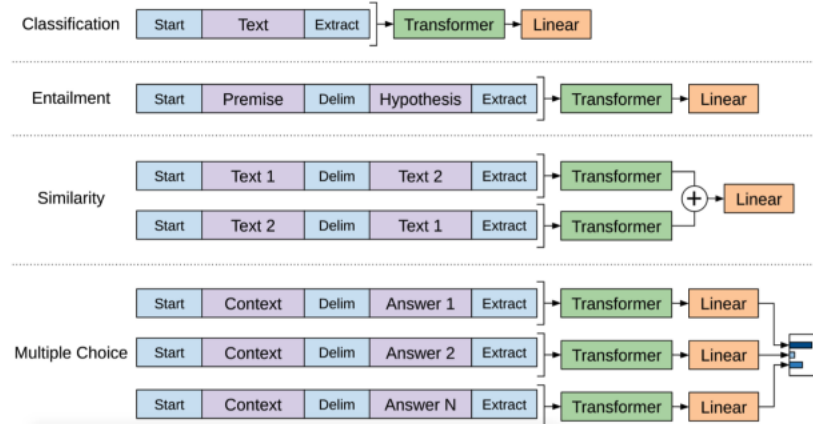 Classification Start Text Extract Transformer Linear
Entailment Start Premise Delim Hypothesis Extract Transformer Linear
Similarity
Start Text 1 Delim Text 2 Extract Transformer
+ Linear
Start Text 2 Delim Text 1 Extract Transformer
Multiple Choice
Start Context Delim Answer 1 Extract Transformer Linear
Start Context Delim Answer 2 Extract Transformer Linear
Start Context Delim Answer N Extract Transformer Linear